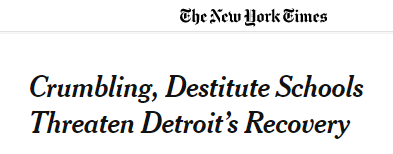 The New York Times
Crumbling, Destitute Schools
Threaten Detroit’s Recovery